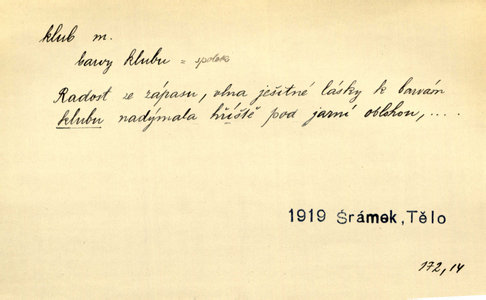 klub m.
barvy klubu = spolek
Radost ze zápasu, vlna ješitné lásky k barvám
klubu nadýmala hřiště pod jarní oblohou, ....
1919 Šrámek, Tělo
172, 14